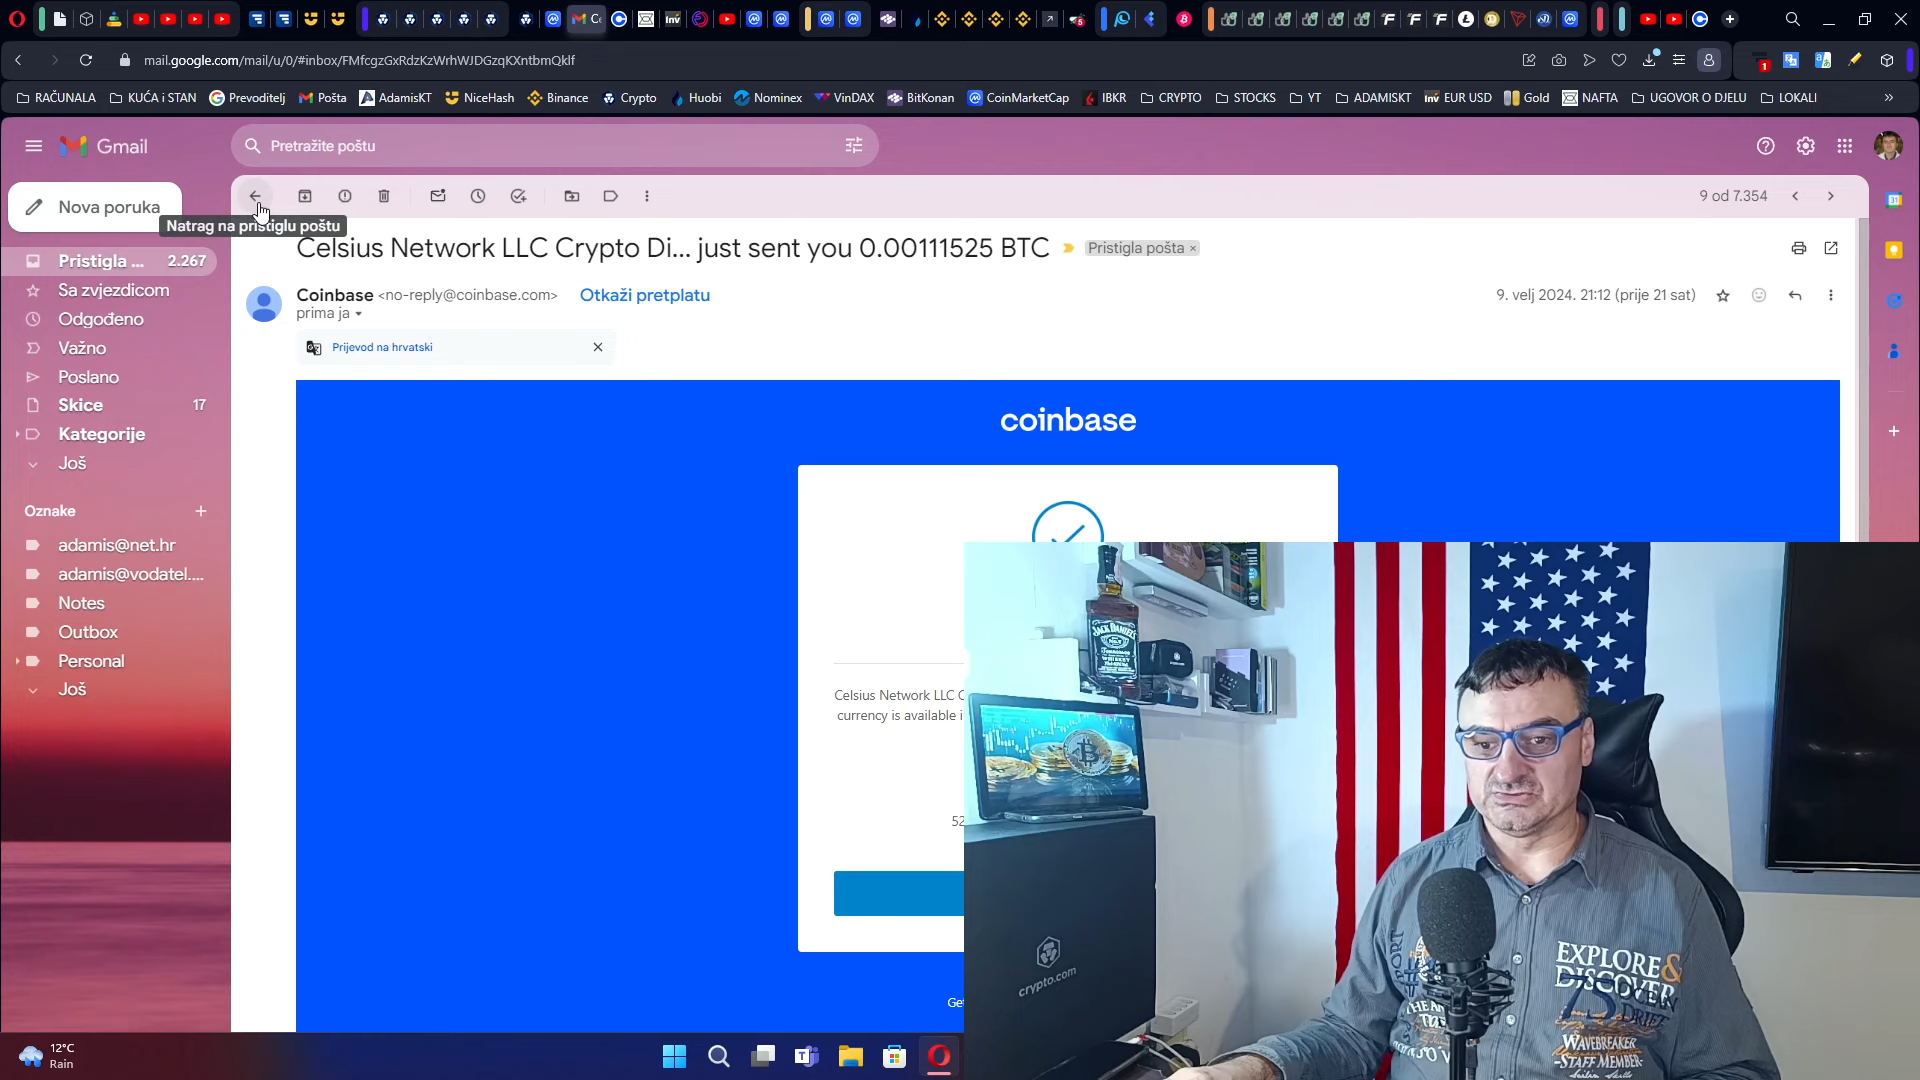 mail.google.com/mail/u/0/#inbox/FMfcgzGxRdzKzWrhWJDGzqKXntbmQklf
RAČUNALA KUĆA i STAN Prevoditelj Pošta AdamisKT NiceHash Binance Crypto Huobi Nominex VinDAX BitKonan CoinMarketCap IBKR CRYPTO STOCKS YT ADAMISKT EUR USD Gold NAFTA UGOVOR O DJELU LOKALI »
Gmail
Pretražite poštu
Nova poruka
9 od 7.354
Natrag na pristiglu poštu
Celsius Network LLC Crypto Di... just sent you 0.00111525 BTC
Pristigla pošta ×
Pristigla ... 2.267
Sa zvjezdicom
Odgođeno
Važno
Poslano
Skice 17
Kategorije
Još
Oznake
adamis@net.hr
adamis@vodatel....
Notes
Outbox
Personal
Još
Coinbase <no-reply@coinbase.com> Otkaži pretplatu
9. velj 2024. 21:12 (prije 21 sat)
prima ja
Prijevod na hrvatski
coinbase
Celsius Network LLC
currency is available
52
Get
JACK DANIEL'S
crypto.com
EXPLORE&
DISCOVER
WAVEBREAKER
-STAFF MEMBER-
12°C
Rain